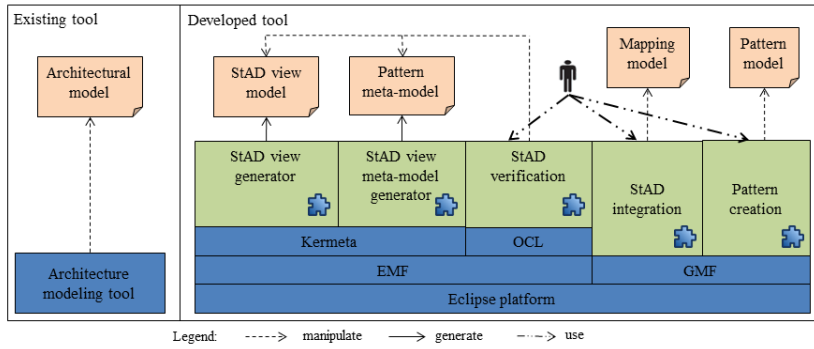 Existing tool
Developed tool
Architectural
model
StAD view
model
Pattern
meta-model
Mapping
model
Pattern
model
StAD view
generator
StAD view
meta-model
generator
StAD
verification
StAD
integration
Pattern
creation
Kermeta
OCL
EMF
GMF
Architecture
modeling tool
Eclipse platform
Legend: manipulate generate use